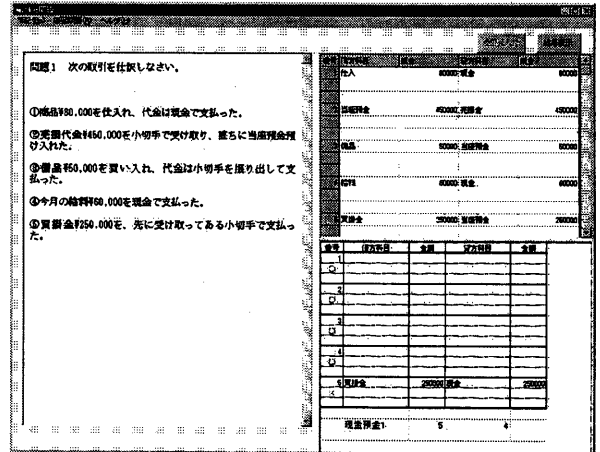 問題1 次の取引を仕訳しなさい。
①商品¥80,000を仕入れ、代金は現金で支払った。
②売掛代金¥450,000を小切手で受け取り、直ちに当座預金預
け入れた。
③備品¥50,000を買い入れ、代金は小切手を振り出して支
払った。
④今月の給料¥60,000を現金で支払った。
⑤買掛金¥250,000を、先に受け取ってある小切手で支払っ
た。
仕入 80000 現金 80000
当座預金 450000 売掛金 450000
備品 50000 当座預金 50000
買掛金 250000 当座預金 250000
番号 借方科目 金額 貸方科目 金額
1
2
3
4
5 買掛金 250000 現金 250000
現金預金1 5 4